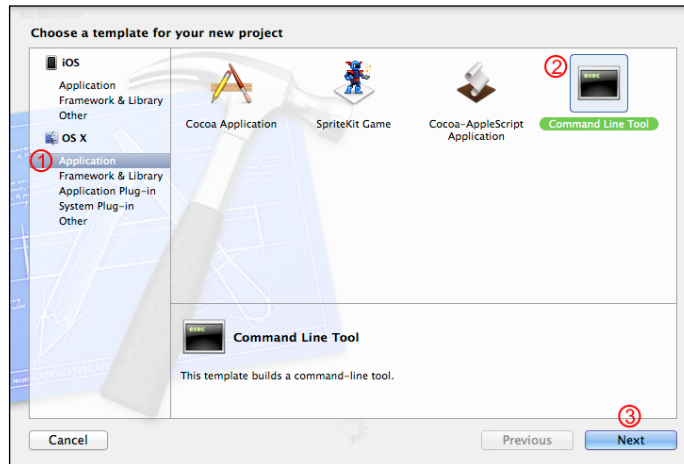 Choose a template for your new project
iOS
Application
Framework & Library
Other
OS X
① Application
Framework & Library
Application Plug-in
System Plug-in
Other
Cocoa Application
SpriteKit Game
Cocoa-AppleScript
Application
②
exec
Command Line Tool
exec
Command Line Tool
This template builds a command-line tool.
③
Cancel
Previous
Next